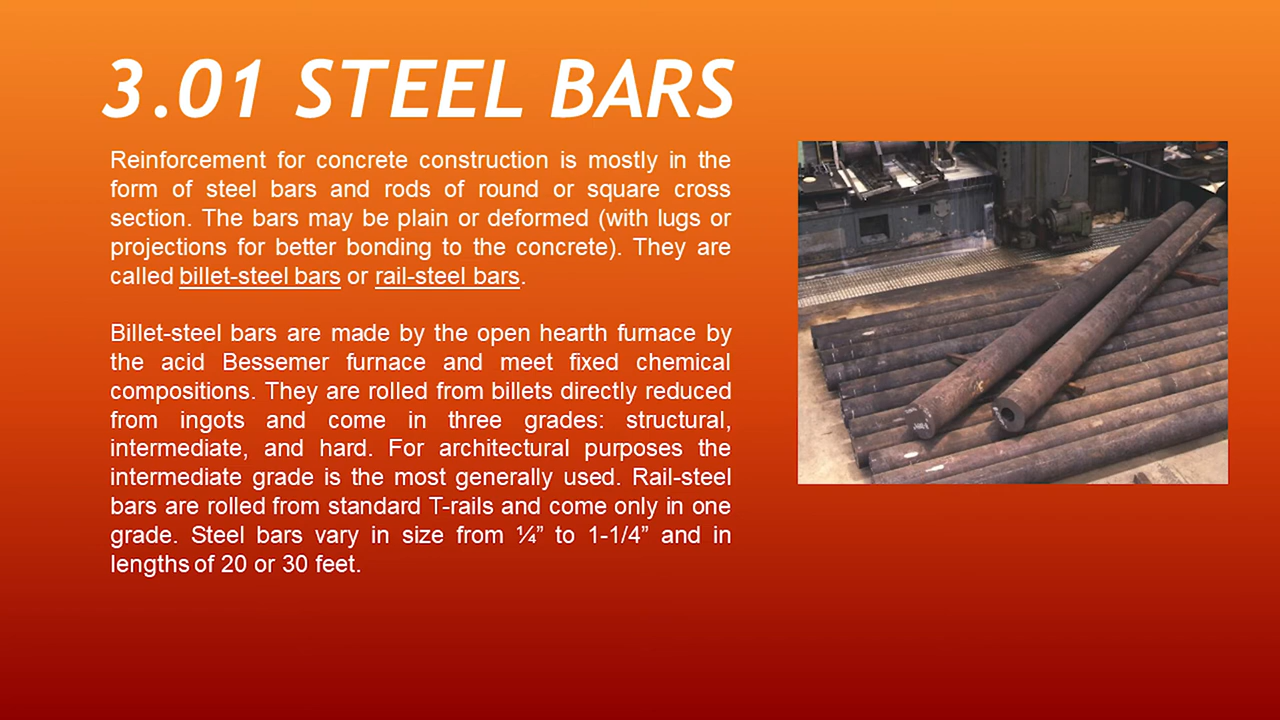 3.01 STEEL BARS
Reinforcement for concrete construction is mostly in the
form of steel bars and rods of round or square cross
section. The bars may be plain or deformed (with lugs or
projections for better bonding to the concrete). They are
called billet-steel bars or rail-steel bars.
Billet-steel bars are made by the open hearth furnace by
the acid Bessemer furnace and meet fixed chemical
compositions. They are rolled from billets directly reduced
from ingots and come in three grades: structural,
intermediate, and hard. For architectural purposes the
intermediate grade is the most generally used. Rail-steel
bars are rolled from standard T-rails and come only in one
grade. Steel bars vary in size from ¼” to 1-1/4” and in
lengths of 20 or 30 feet.